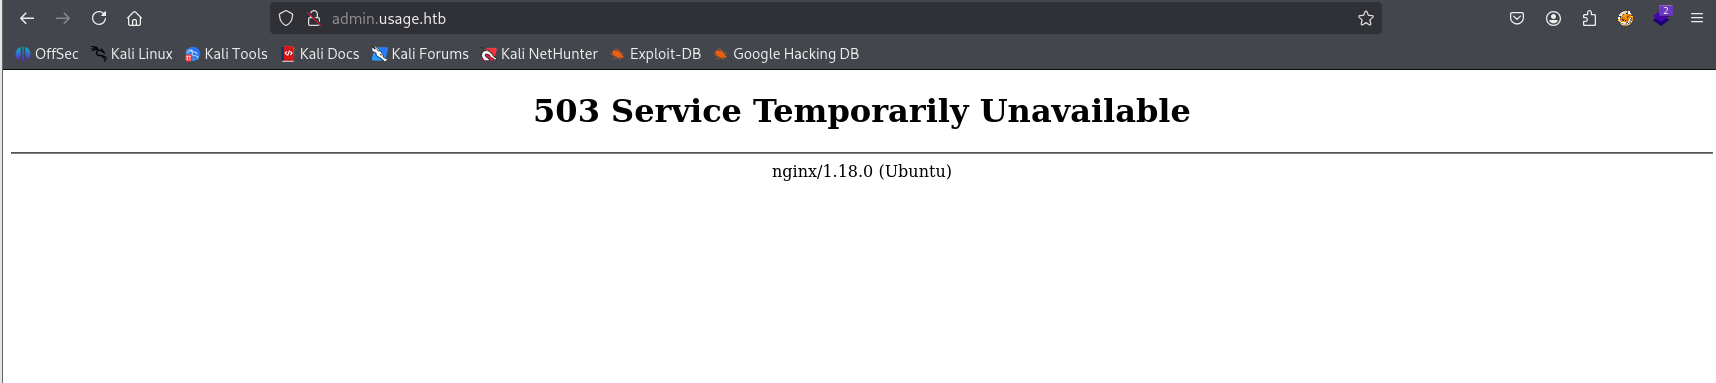 admin.usage.htb
2
OffSec Kali Linux Kali Tools Kali Docs Kali Forums Kali NetHunter Exploit-DB Google Hacking DB
503 Service Temporarily Unavailable
nginx/1.18.0 (Ubuntu)